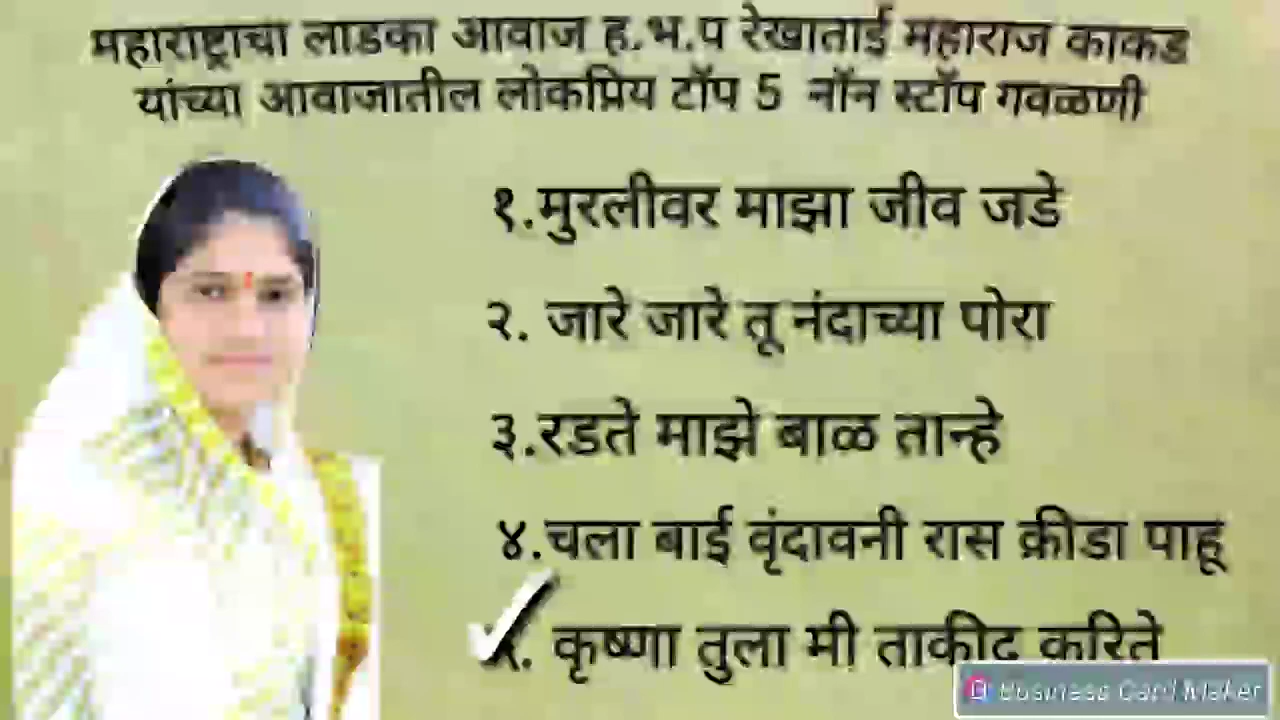 महाराष्ट्राचा लाडका आवाज ह.भ.प रेखाताई महाराज काकड
यांच्या आवाजातील लोकप्रिय टॉप 5 नॉन स्टॉप गवळणी
१.मुरलीवर माझा जीव जडे
२. जारे जारे तू नंदाच्या पोरा
३.रडते माझे बाळ तान्हे
४.चला बाई वृंदावनी रास क्रीडा पाहू
५. कृष्णा तुला मी ताकीद करिते
Business Card Maker